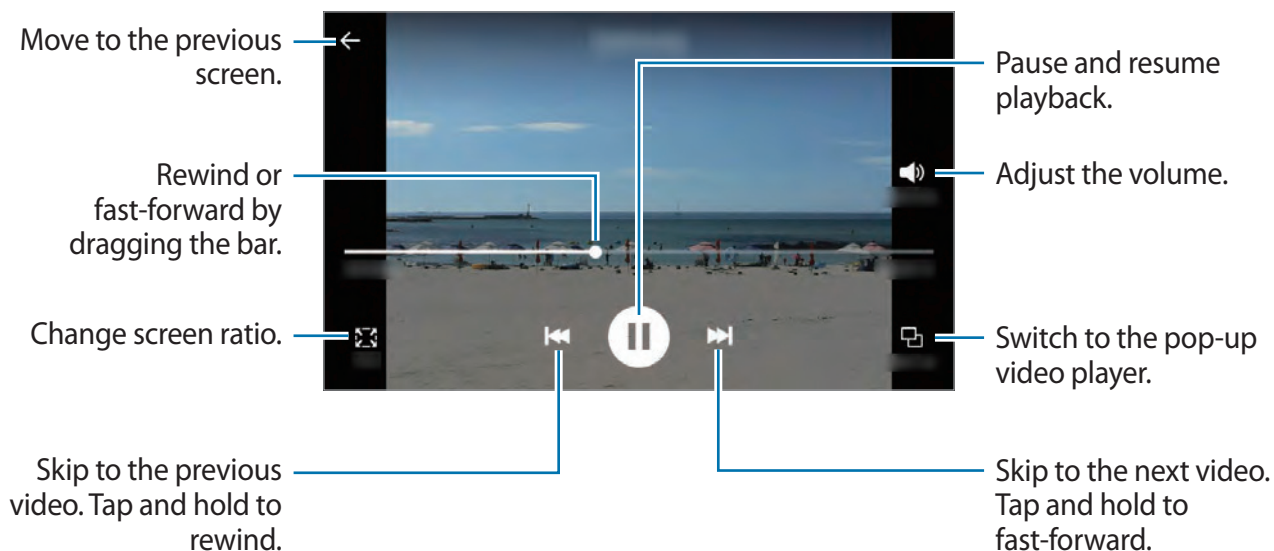 Move to the previous
screen.
Rewind or
fast-forward by
dragging the bar.
Change screen ratio.
Skip to the previous
video. Tap and hold to
rewind.
Pause and resume
playback.
Adjust the volume.
Switch to the pop-up
video player.
Skip to the next video.
Tap and hold to
fast-forward.